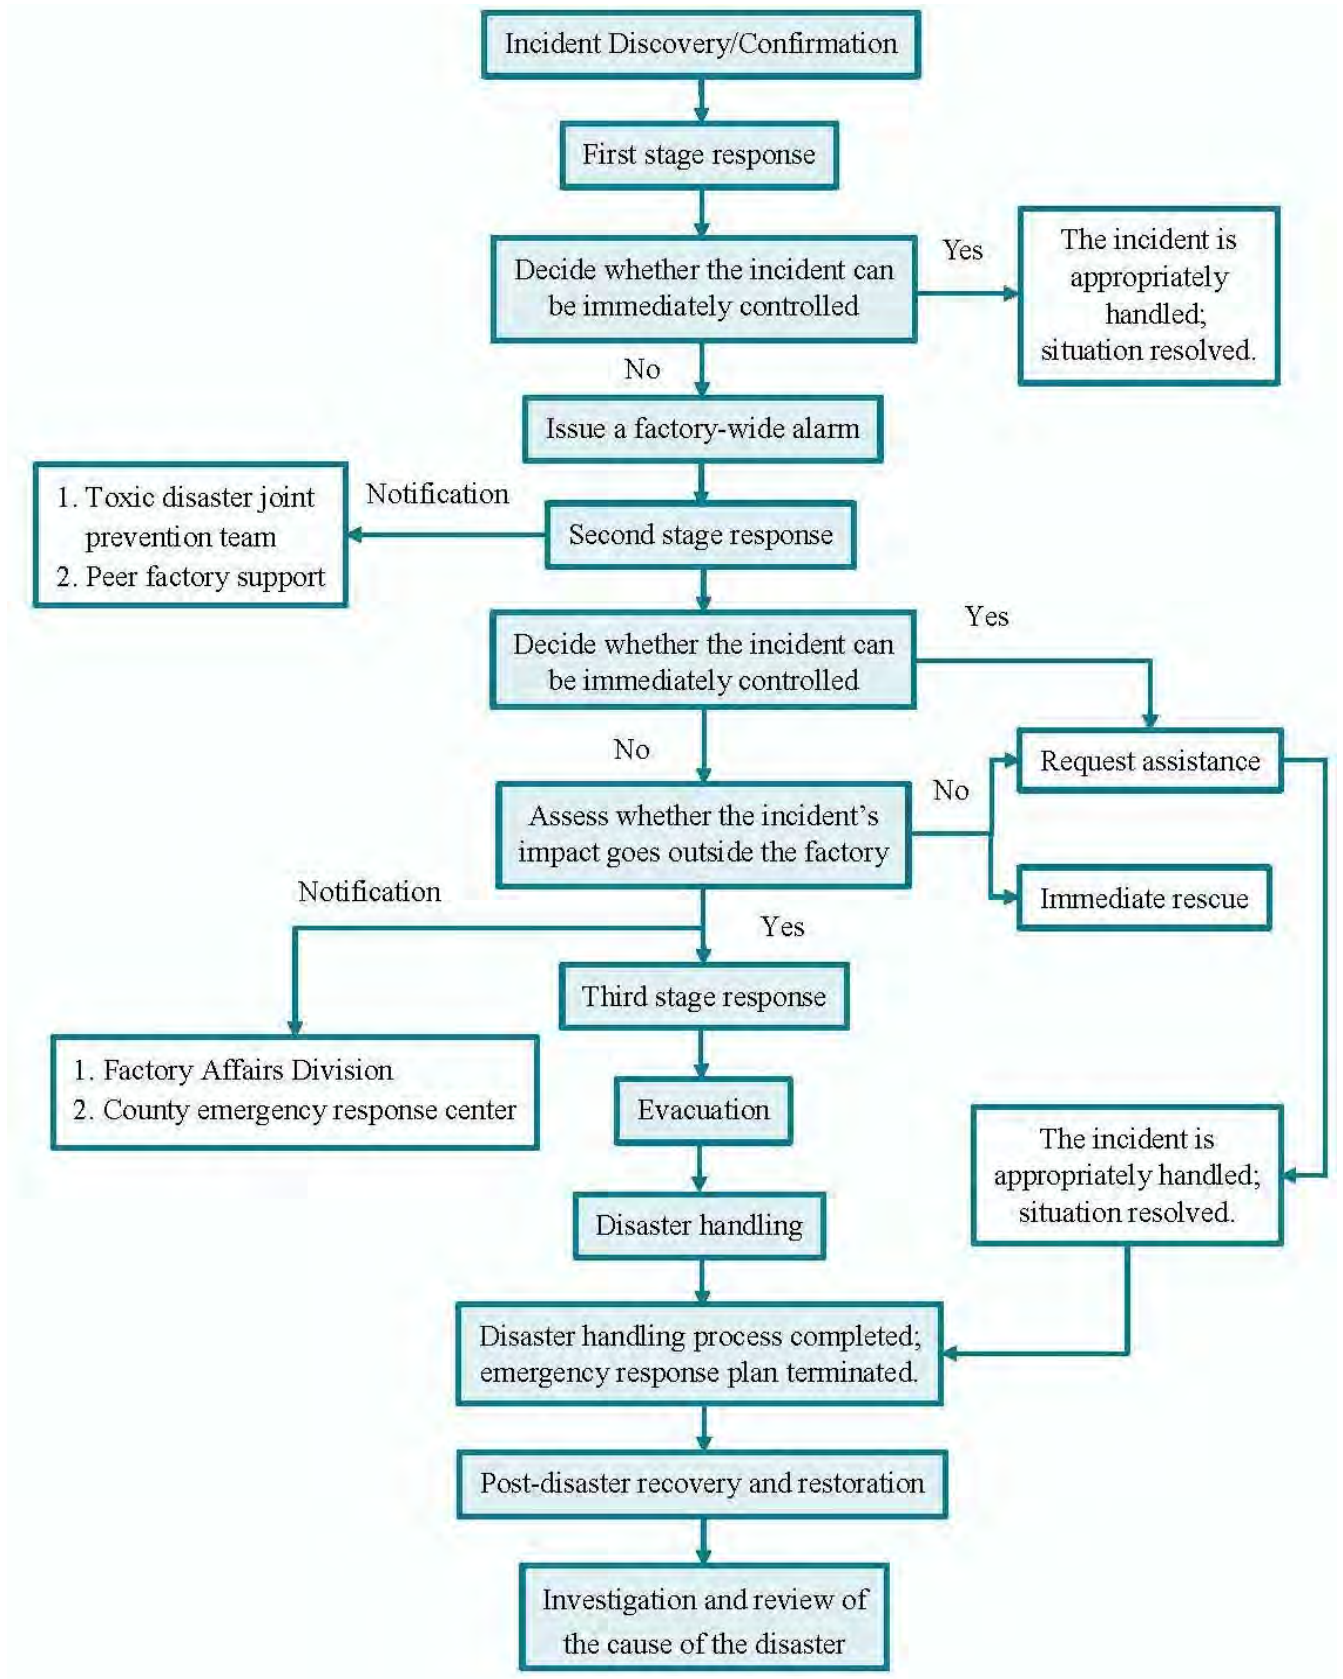 Incident Discovery/Confirmation
First stage response
Decide whether the incident can
be immediately controlled
Yes
The incident is
appropriately
handled;
situation resolved.
No
Issue a factory-wide alarm
Notification
1. Toxic disaster joint
prevention team
2. Peer factory support
Second stage response
Decide whether the incident can
be immediately controlled
Yes
No
Request assistance
Assess whether the incident’s
impact goes outside the factory
No
Immediate rescue
Notification
Yes
Third stage response
1. Factory Affairs Division
2. County emergency response center
Evacuation
The incident is
appropriately handled;
situation resolved.
Disaster handling
Disaster handling process completed;
emergency response plan terminated.
Post-disaster recovery and restoration
Investigation and review of
the cause of the disaster